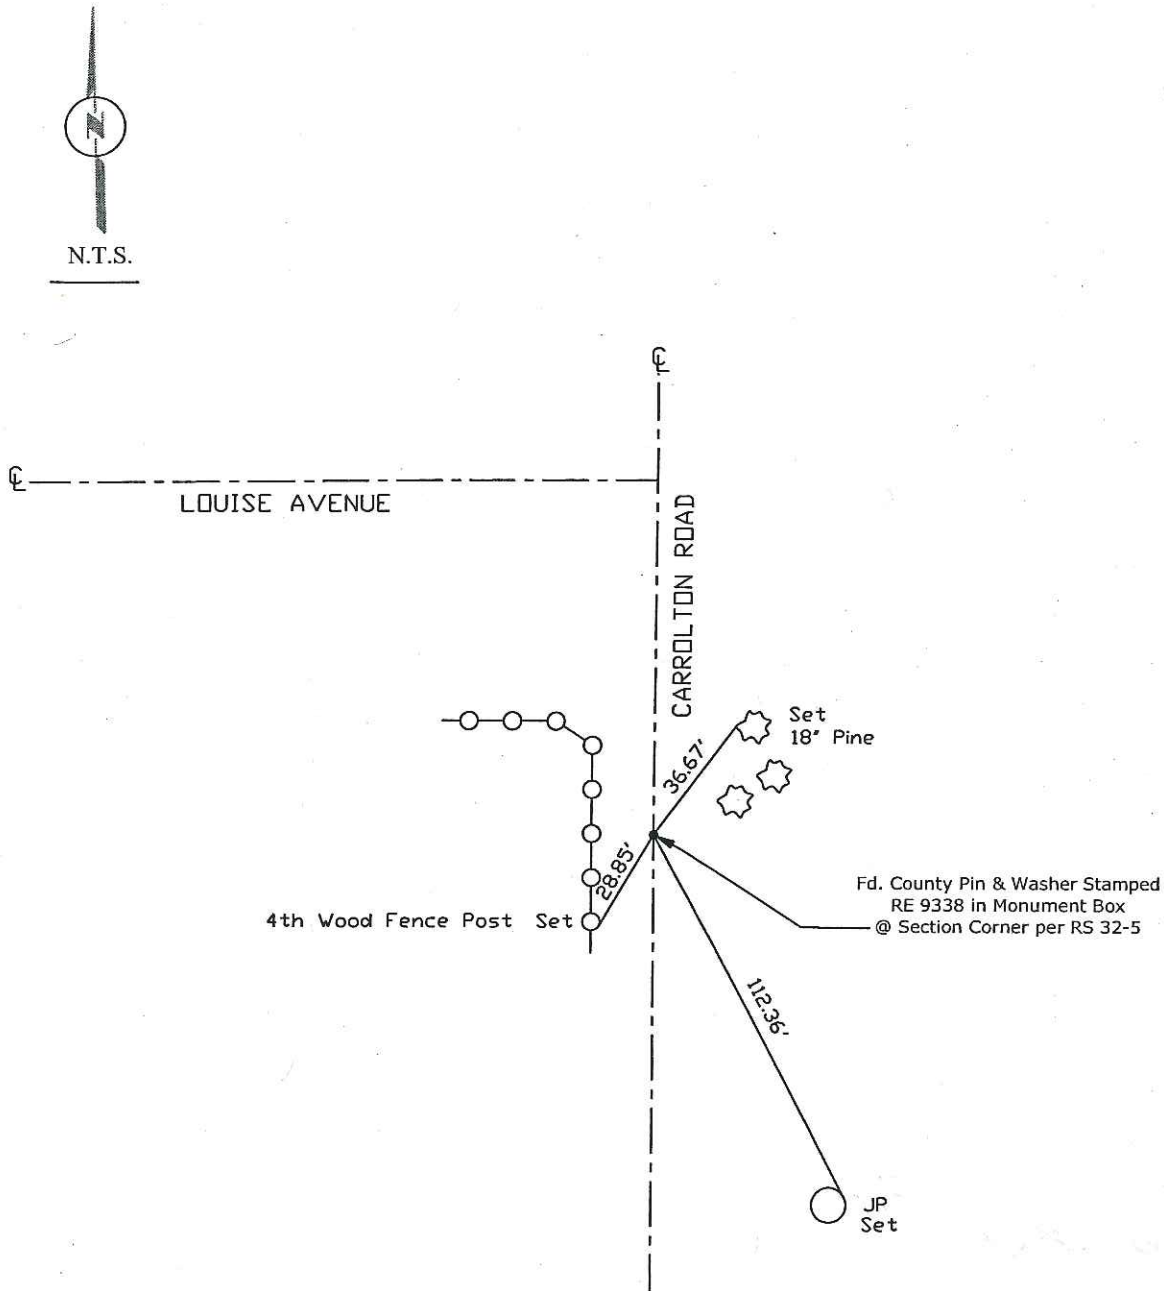 N
N.T.S.
℄
℄
LOUISE AVENUE
CARROLTON ROAD
Set
18" Pine
36.67'
28.85'
Fd. County Pin & Washer Stamped
RE 9338 in Monument Box
@ Section Corner per RS 32-5
4th Wood Fence Post Set
112.36'
JP
Set